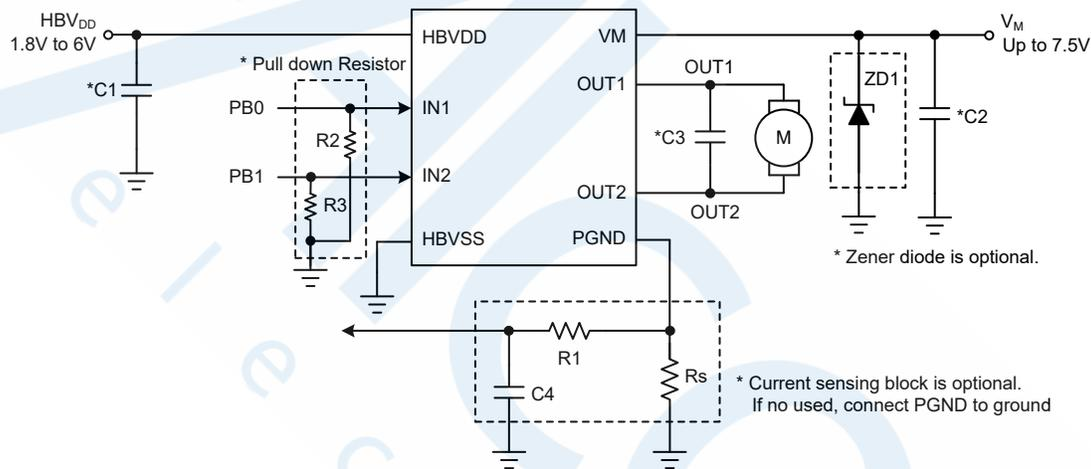 HBVDD
1.8V to 6V
*C1
* Pull down Resistor
PB0
R2
PB1
R3
HBVDD
IN1
IN2
HBVSS
VM
OUT1
OUT2
PGND
OUT1
*C3
M
OUT2
ZD1
*C2
VM
Up to 7.5V
* Zener diode is optional.
R1
C4
Rs
* Current sensing block is optional.
If no used, connect PGND to ground
e
l
e
c